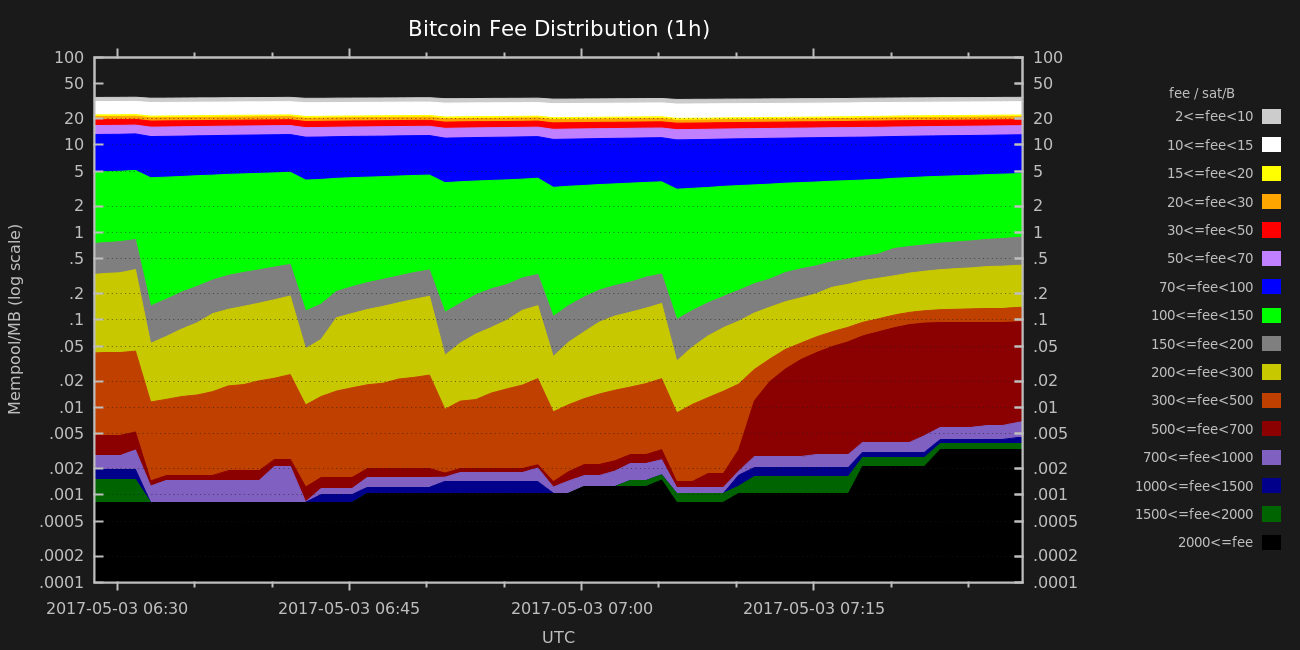 Bitcoin Fee Distribution (1h)
Mempool/MB (log scale)
100
50
20
10
5
2
1
.5
.2
.1
.05
.02
.01
.005
.002
.001
.0005
.0002
.0001
100
50
20
10
5
2
1
.5
.2
.1
.05
.02
.01
.005
.002
.001
.0005
.0002
.0001
2017-05-03 06:30
2017-05-03 06:45
2017-05-03 07:00
2017-05-03 07:15
UTC
fee / sat/B
2<=fee<10
10<=fee<15
15<=fee<20
20<=fee<30
30<=fee<50
50<=fee<70
70<=fee<100
100<=fee<150
150<=fee<200
200<=fee<300
300<=fee<500
500<=fee<700
700<=fee<1000
1000<=fee<1500
1500<=fee<2000
2000<=fee